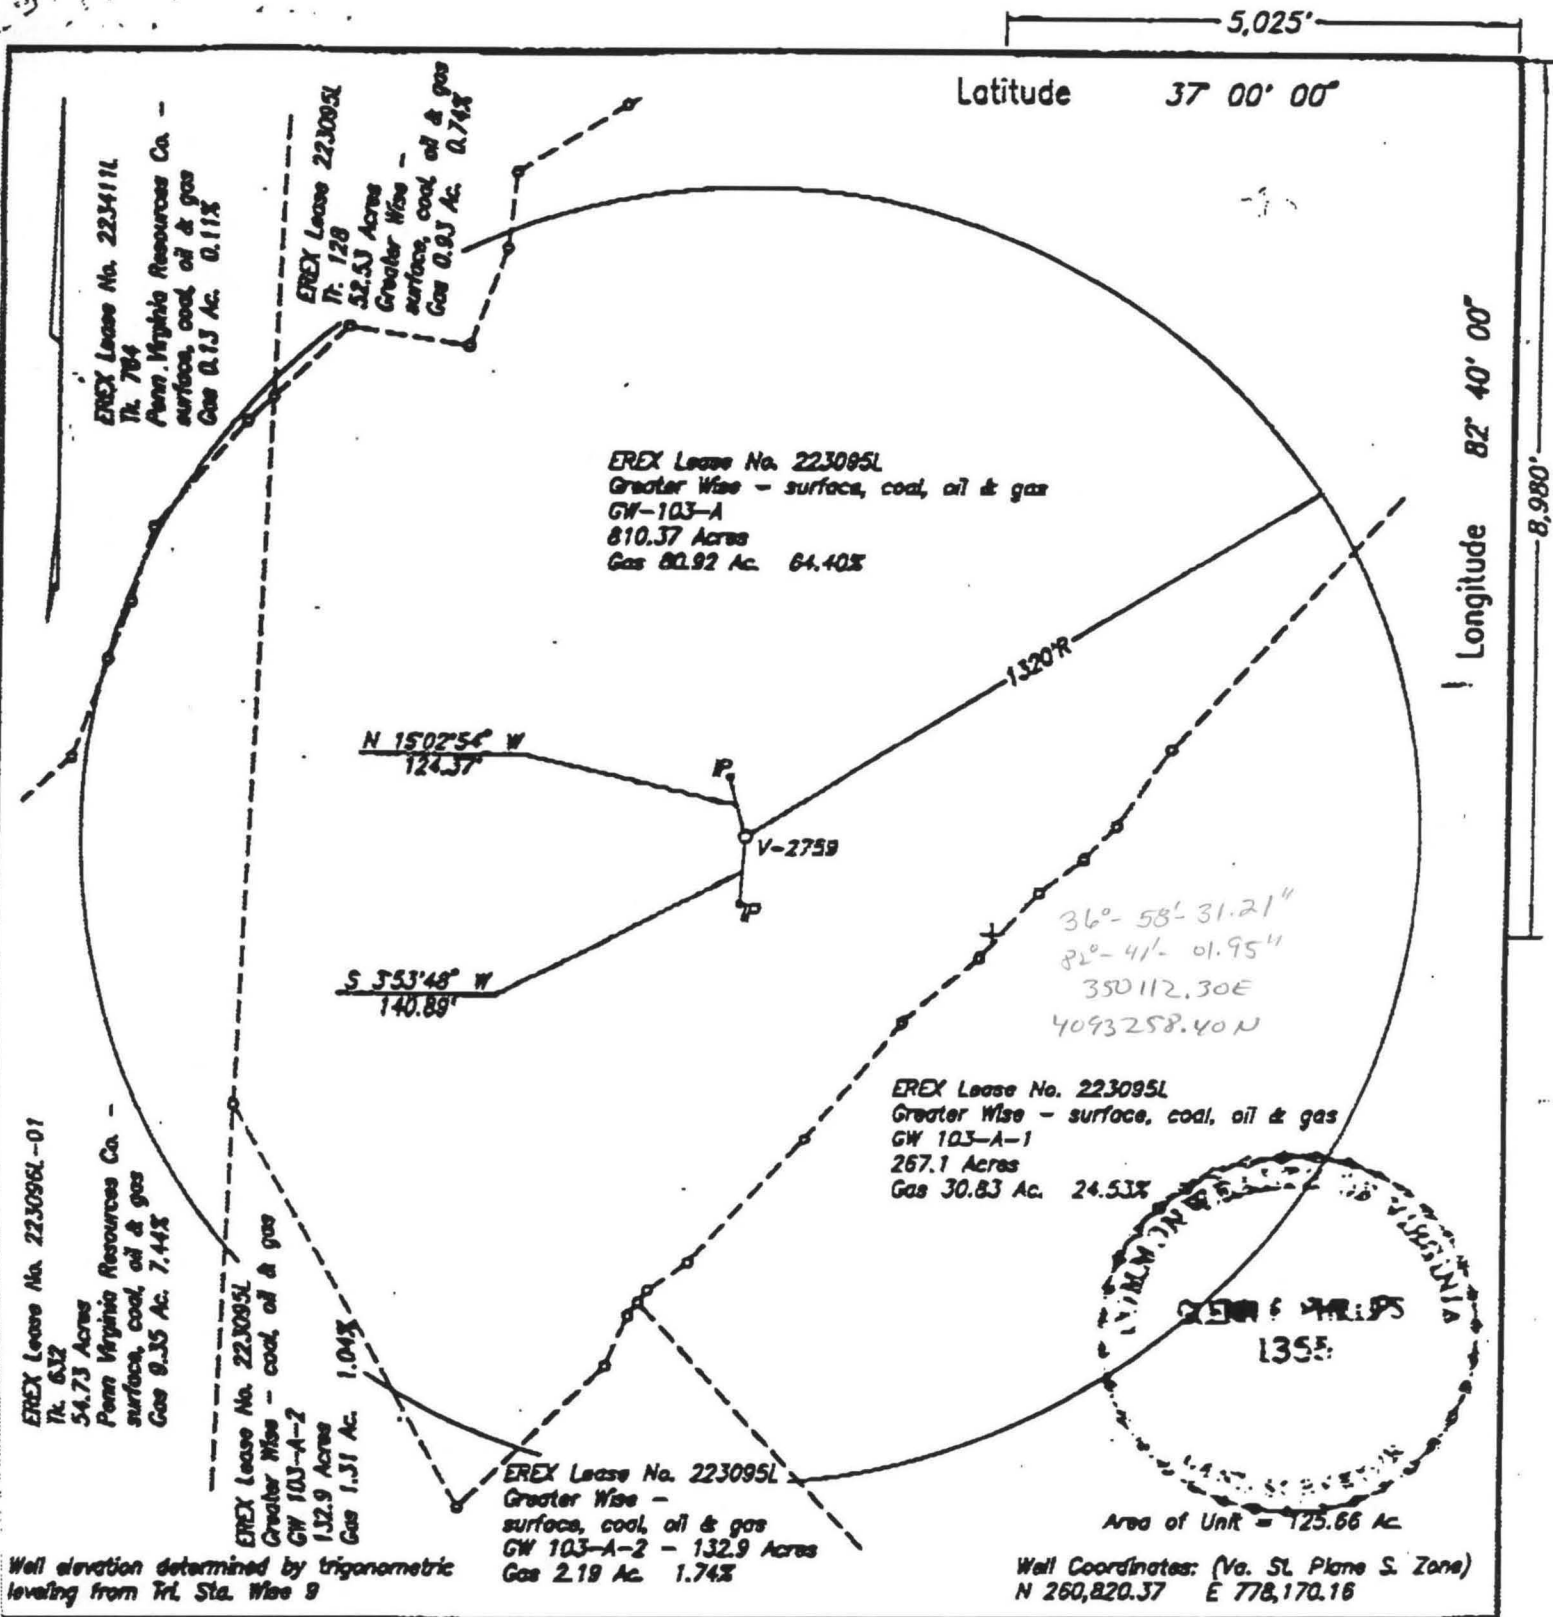 5,025'
Latitude 37° 00' 00"
Longitude 82° 40' 00"
8,980'
EREX Lease No. 223411L
Tk. 784
Penn Virginia Resources Co. -
surface, coal, oil & gas
Gas 0.13 Ac. 0.11%
EREX Lease 223095L
Tr. 128
52.53 Acres
Greater Wise -
surface, coal, oil & gas
Gas 0.93 Ac. 0.74%
EREX Lease No. 223095L
Greater Wise - surface, coal, oil & gas
GW-103-A
810.37 Acres
Gas 80.92 Ac. 64.40%
1320'R
N 15°02'54" W
124.37'
IP
V-2759
IP
S 3°53'48" W
140.89'
36°- 58'- 31.21"
82°- 41'- 01.95"
350112.30E
4093258.40N
EREX Lease No. 223095L
Greater Wise - surface, coal, oil & gas
GW 103-A-1
267.1 Acres
Gas 30.83 Ac. 24.53%
EREX Lease No. 223096L-01
Tk. 632
54.73 Acres
Penn Virginia Resources Co. -
surface, coal, oil & gas
Gas 9.35 Ac. 7.44%
EREX Lease No. 223095L
Greater Wise - coal, oil & gas
GW 103-A-2
132.9 Acres
Gas 1.31 Ac. 1.04%
EREX Lease No. 223095L
Greater Wise -
surface, coal, oil & gas
GW 103-A-2 - 132.9 Acres
Gas 2.19 Ac. 1.74%
COMMONWEALTH OF VIRGINIA
PHILLIPS
1355
Area of Unit = 125.66 Ac.
Well elevation determined by trigonometric
leveling from Tri. Sta. Wise 9
Well Coordinates: (Va. St. Plane S. Zone)
N 260,820.37 E 778,170.16